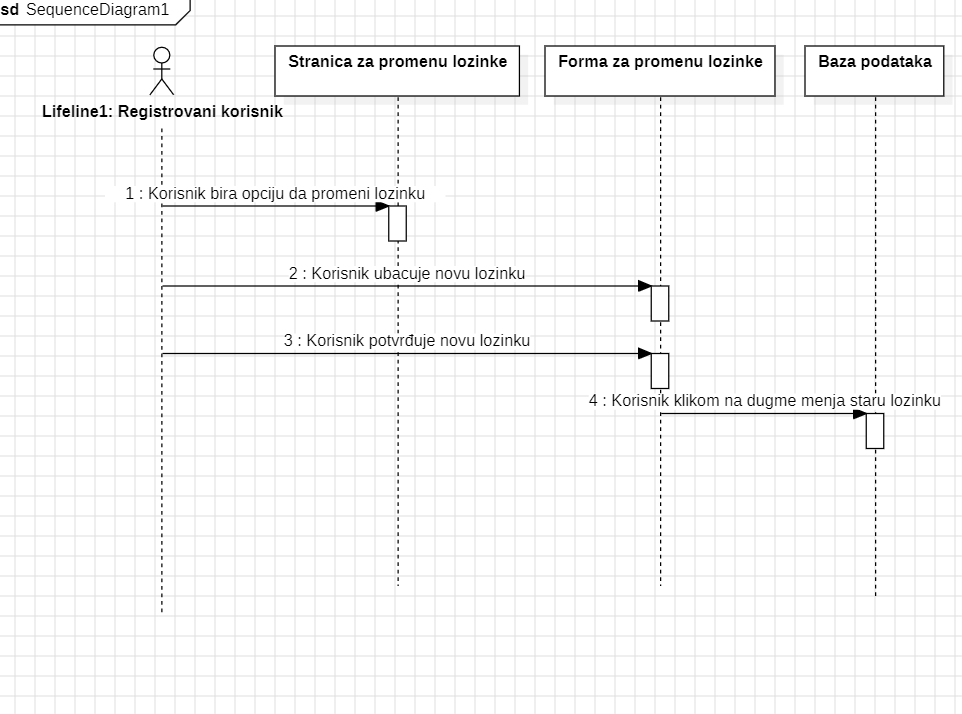 sd SequenceDiagram1
Stranica za promenu lozinke
Forma za promenu lozinke
Baza podataka
Lifeline1: Registrovani korisnik
1 : Korisnik bira opciju da promeni lozinku
2 : Korisnik ubacuje novu lozinku
3 : Korisnik potvrđuje novu lozinku
4 : Korisnik klikom na dugme menja staru lozinku